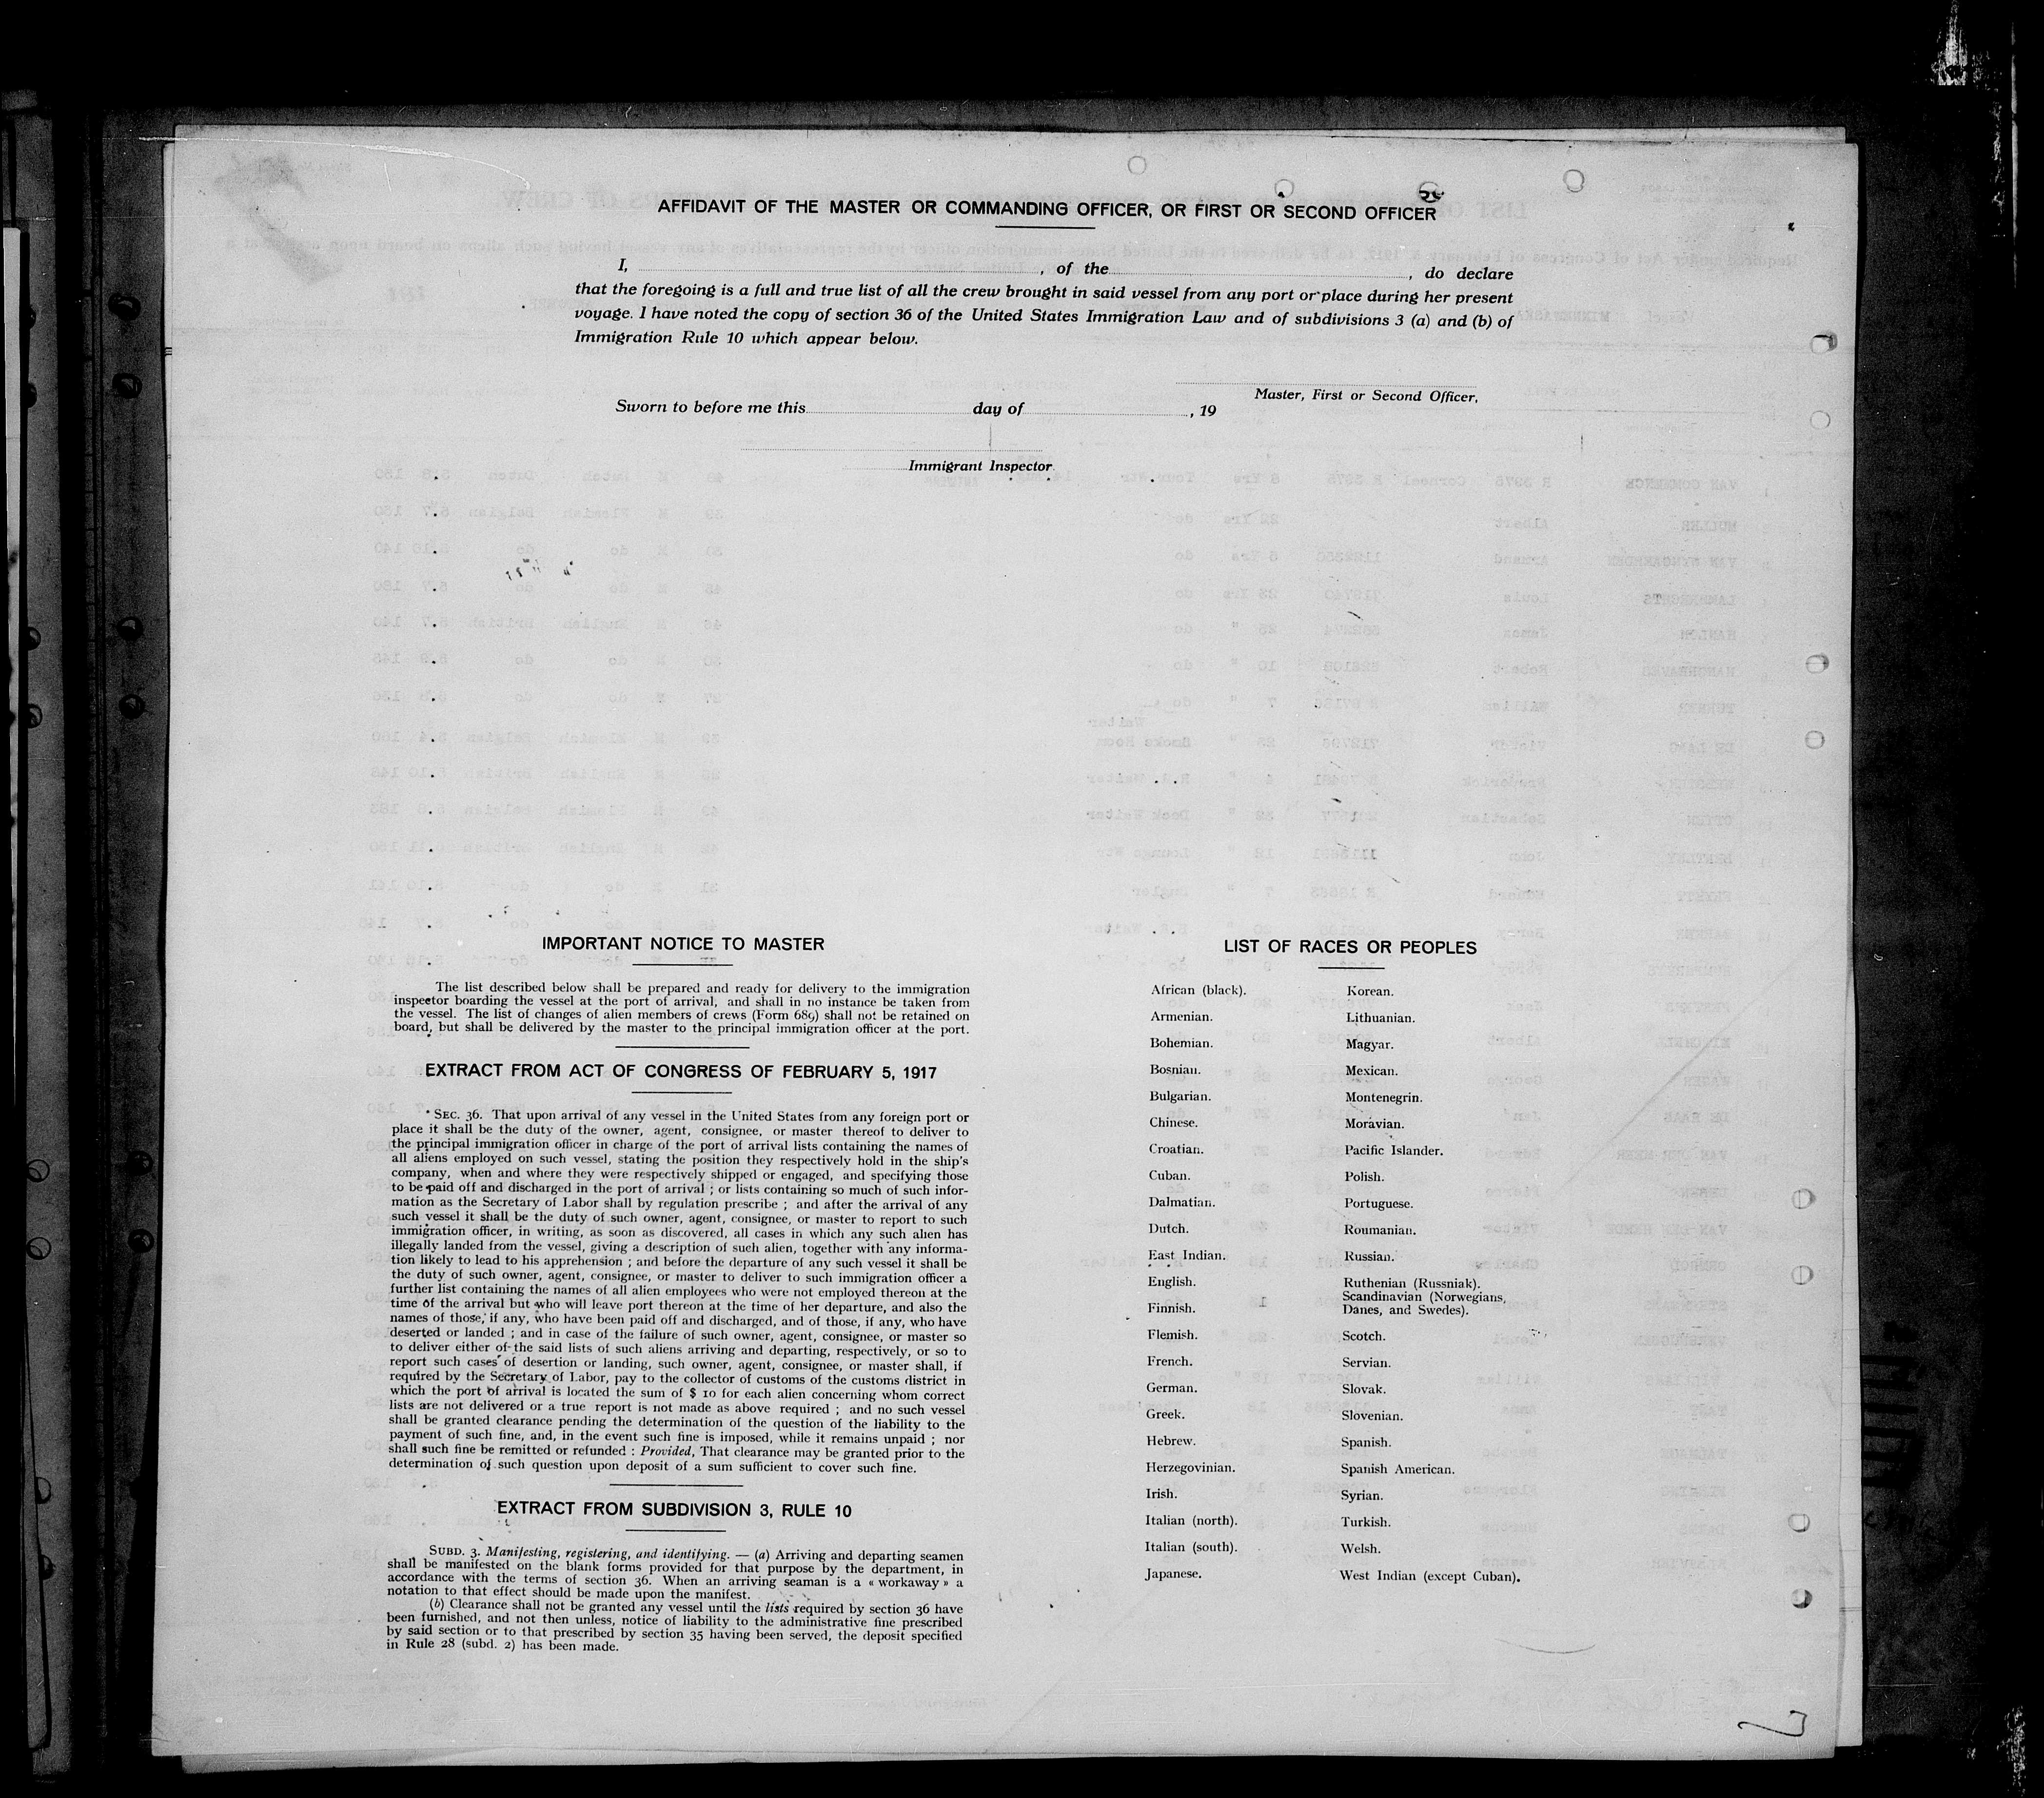 AFFIDAVIT OF THE MASTER OR COMMANDING OFFICER, OR FIRST OR SECOND OFFICER
I, , of the , do declare
that the foregoing is a full and true list of all the crew brought in said vessel from any port or place during her present
voyage. I have noted the copy of section 36 of the United States Immigration Law and of subdivisions 3 (a) and (b) of
Immigration Rule 10 which appear below.
Master, First or Second Officer,
Sworn to before me this day of , 19
Immigrant Inspector
IMPORTANT NOTICE TO MASTER
The list described below shall be prepared and ready for delivery to the immigration
inspector boarding the vessel at the port of arrival, and shall in no instance be taken from
the vessel. The list of changes of alien members of crews (Form 689) shall not be retained on
board, but shall be delivered by the master to the principal immigration officer at the port.
EXTRACT FROM ACT OF CONGRESS OF FEBRUARY 5, 1917
SEC. 36. That upon arrival of any vessel in the United States from any foreign port or
place it shall be the duty of the owner, agent, consignee, or master thereof to deliver to
the principal immigration officer in charge of the port of arrival lists containing the names of
all aliens employed on such vessel, stating the position they respectively hold in the ship's
company, when and where they were respectively shipped or engaged, and specifying those
to be paid off and discharged in the port of arrival ; or lists containing so much of such infor-
mation as the Secretary of Labor shall by regulation prescribe ; and after the arrival of any
such vessel it shall be the duty of such owner, agent, consignee, or master to report to such
immigration officer, in writing, as soon as discovered, all cases in which any such alien has
illegally landed from the vessel, giving a description of such alien, together with any informa-
tion likely to lead to his apprehension ; and before the departure of any such vessel it shall be
the duty of such owner, agent, consignee, or master to deliver to such immigration officer a
further list containing the names of all alien employees who were not employed thereon at the
time of the arrival but who will leave port thereon at the time of her departure, and also the
names of those, if any, who have been paid off and discharged, and of those, if any, who have
deserted or landed ; and in case of the failure of such owner, agent, consignee, or master so
to deliver either of the said lists of such aliens arriving and departing, respectively, or so to
report such cases of desertion or landing, such owner, agent, consignee, or master shall, if
required by the Secretary of Labor, pay to the collector of customs of the customs district in
which the port of arrival is located the sum of $ 10 for each alien concerning whom correct
lists are not delivered or a true report is not made as above required ; and no such vessel
shall be granted clearance pending the determination of the question of the liability to the
payment of such fine, and, in the event such fine is imposed, while it remains unpaid ; nor
shall such fine be remitted or refunded : Provided, That clearance may be granted prior to the
determination of such question upon deposit of a sum sufficient to cover such fine.
EXTRACT FROM SUBDIVISION 3, RULE 10
SUBD. 3. Manifesting, registering, and identifying. — (a) Arriving and departing seamen
shall be manifested on the blank forms provided for that purpose by the department, in
accordance with the terms of section 36. When an arriving seaman is a « workaway » a
notation to that effect should be made upon the manifest.
(b) Clearance shall not be granted any vessel until the lists required by section 36 have
been furnished, and not then unless, notice of liability to the administrative fine prescribed
by said section or to that prescribed by section 35 having been served, the deposit specified
in Rule 28 (subd. 2) has been made.
LIST OF RACES OR PEOPLES
African (black).
Armenian.
Bohemian.
Bosnian.
Bulgarian.
Chinese.
Croatian.
Cuban.
Dalmatian.
Dutch.
East Indian.
English.
Finnish.
Flemish.
French.
German.
Greek.
Hebrew.
Herzegovinian.
Irish.
Italian (north).
Italian (south).
Japanese.
Korean.
Lithuanian.
Magyar.
Mexican.
Montenegrin.
Moravian.
Pacific Islander.
Polish.
Portuguese.
Roumanian.
Russian.
Ruthenian (Russniak).
Scandinavian (Norwegians,
Danes, and Swedes).
Scotch.
Servian.
Slovak.
Slovenian.
Spanish.
Spanish American.
Syrian.
Turkish.
Welsh.
West Indian (except Cuban).